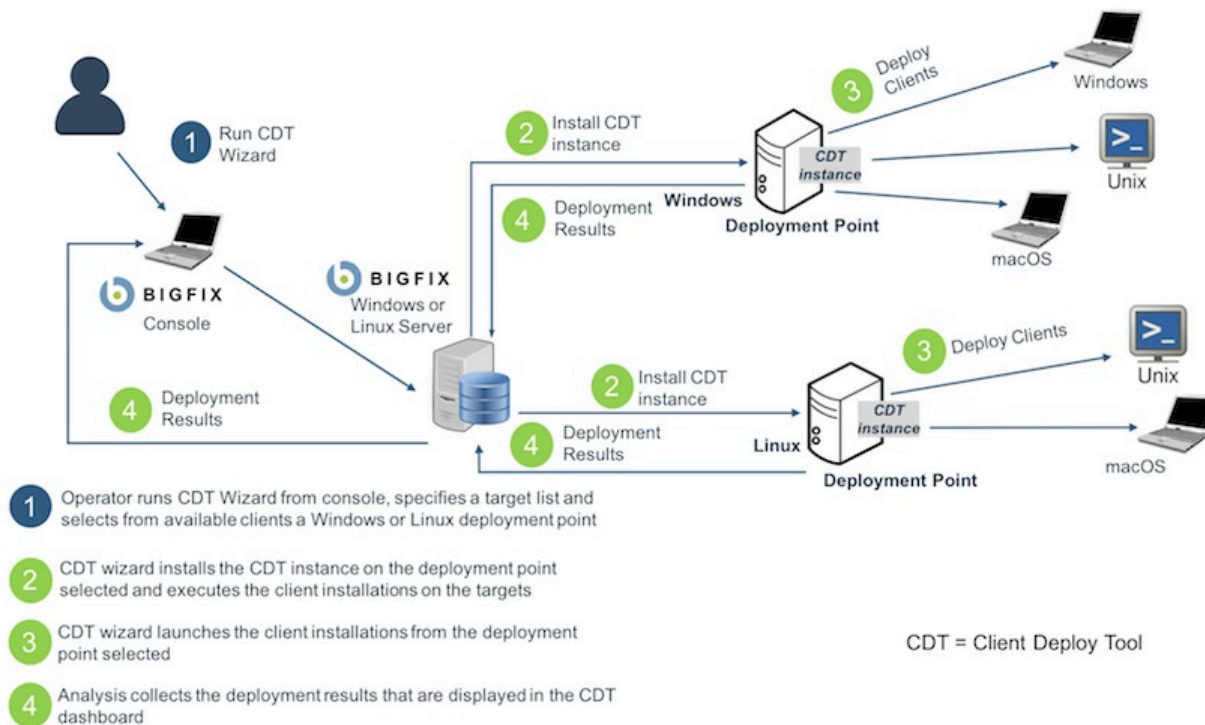 1
Run CDT
Wizard
BIGFIX
Console
4
Deployment
Results
BIGFIX
Windows or
Linux Server
2
Install CDT
instance
4
Deployment
Results
Windows
CDT
instance
Deployment Point
3
Deploy
Clients
Windows
>_
Unix
macOS
2
Install CDT
instance
4
Deployment
Results
Linux
CDT
instance
Deployment Point
3
Deploy Clients
>_
Unix
macOS
1
Operator runs CDT Wizard from console, specifies a target list and
selects from available clients a Windows or Linux deployment point
2
CDT wizard installs the CDT instance on the deployment point
selected and executes the client installations on the targets
3
CDT wizard launches the client installations from the deployment
point selected
4
Analysis collects the deployment results that are displayed in the CDT
dashboard
CDT = Client Deploy Tool